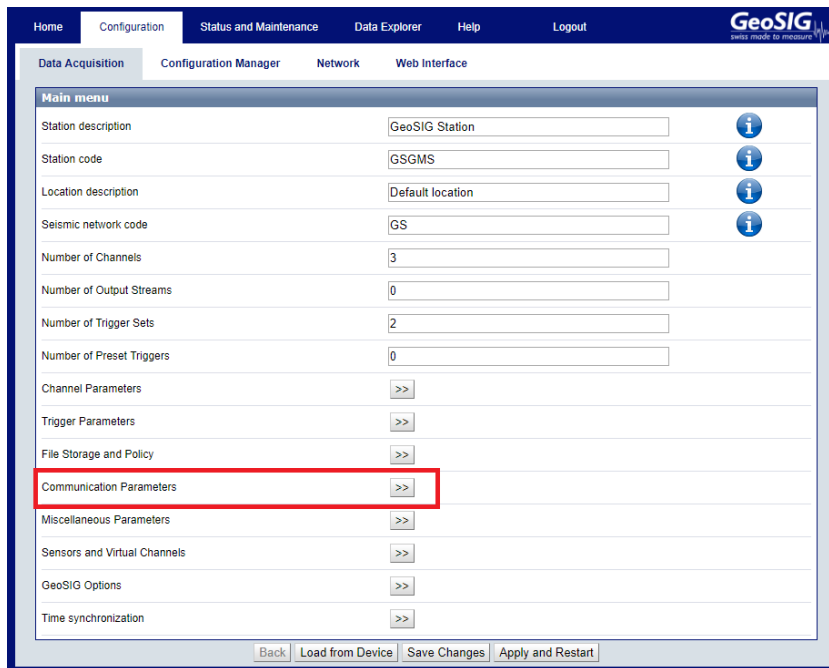 Home Configuration Status and Maintenance Data Explorer Help Logout GeoSIG
swiss made to measure
Data Acquisition Configuration Manager Network Web Interface
Main menu
Station description GeoSIG Station i
Station code GSGMS i
Location description Default location i
Seismic network code GS i
Number of Channels 3
Number of Output Streams 0
Number of Trigger Sets 2
Number of Preset Triggers 0
Channel Parameters >>
Trigger Parameters >>
File Storage and Policy >>
Communication Parameters >>
Miscellaneous Parameters >>
Sensors and Virtual Channels >>
GeoSIG Options >>
Time synchronization >>
Back Load from Device Save Changes Apply and Restart